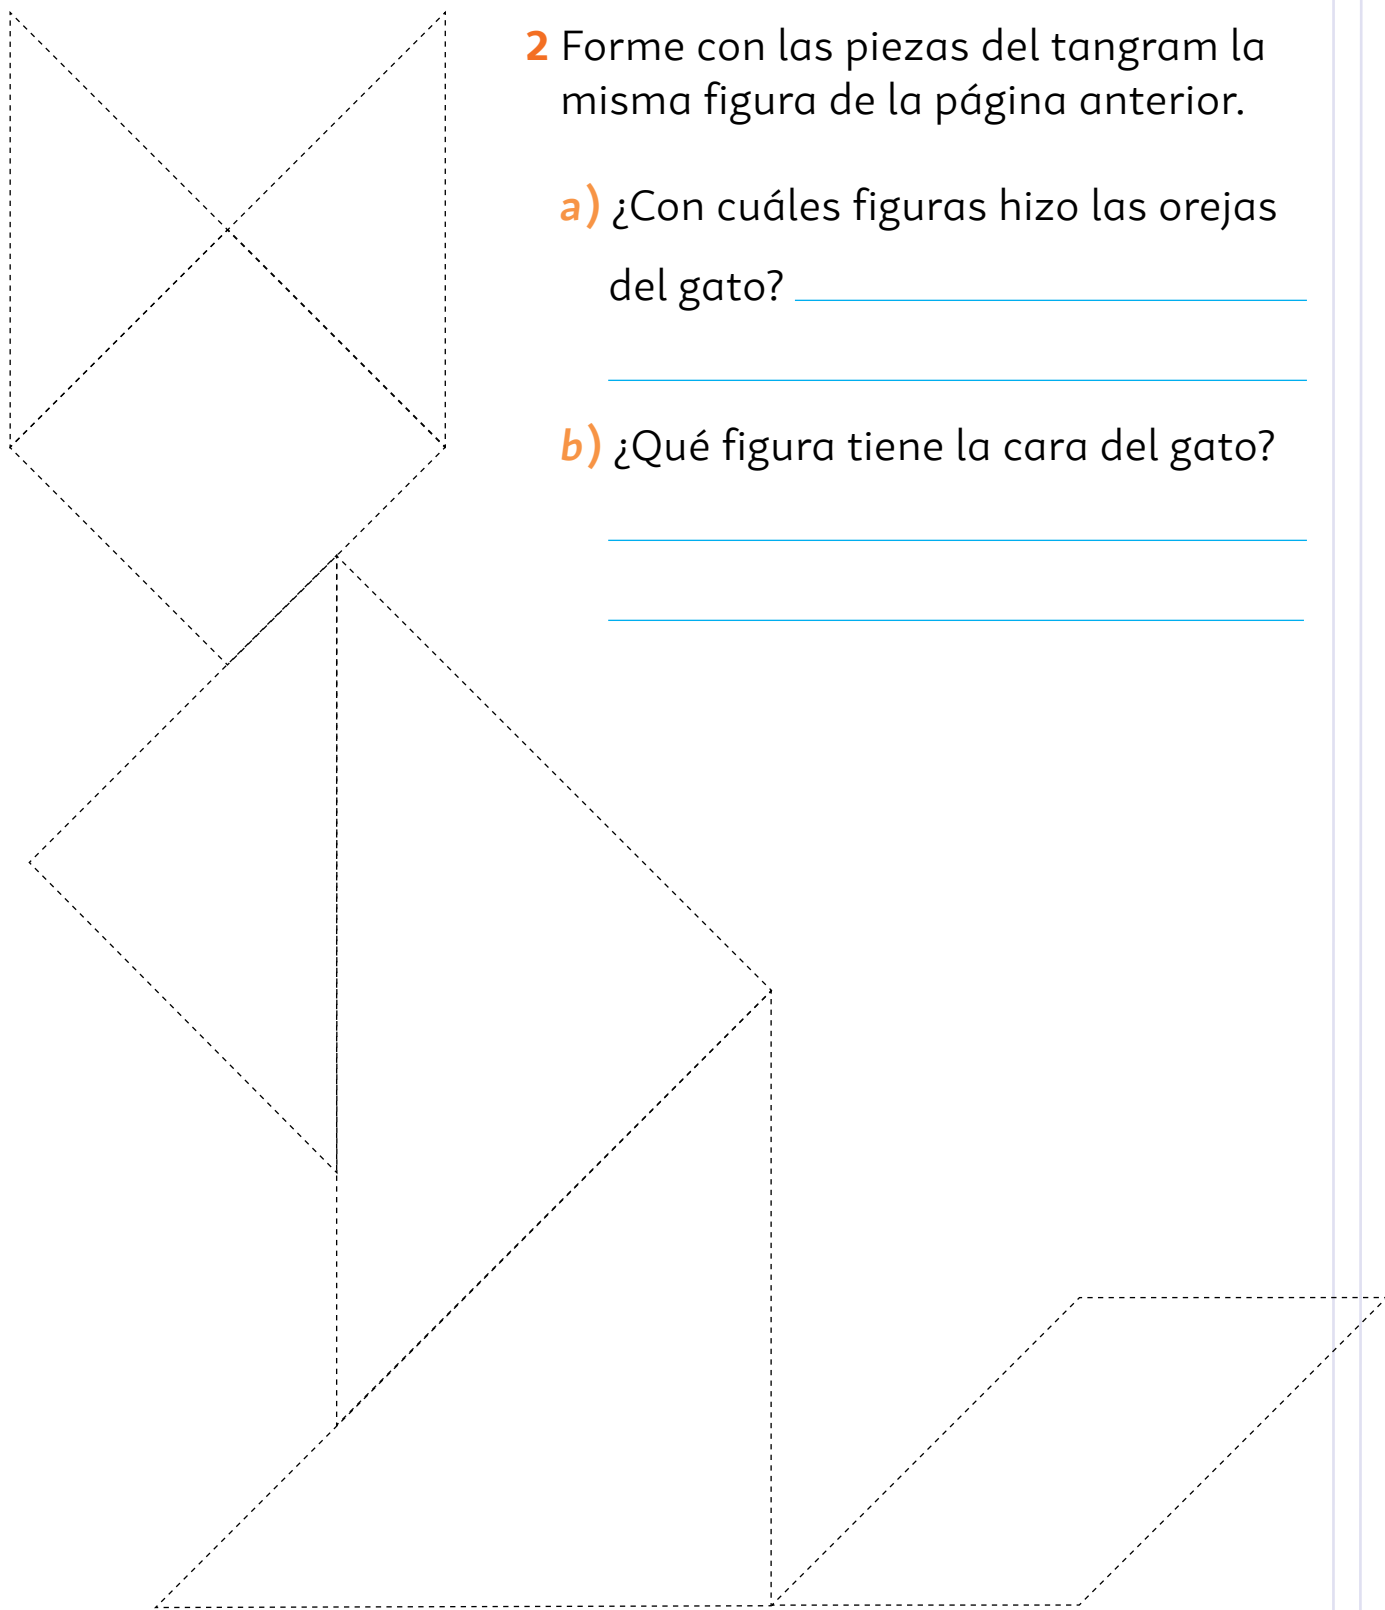 2 Forme con las piezas del tangram la
misma figura de la página anterior.
a) ¿Con cuáles figuras hizo las orejas
del gato?
b) ¿Qué figura tiene la cara del gato?